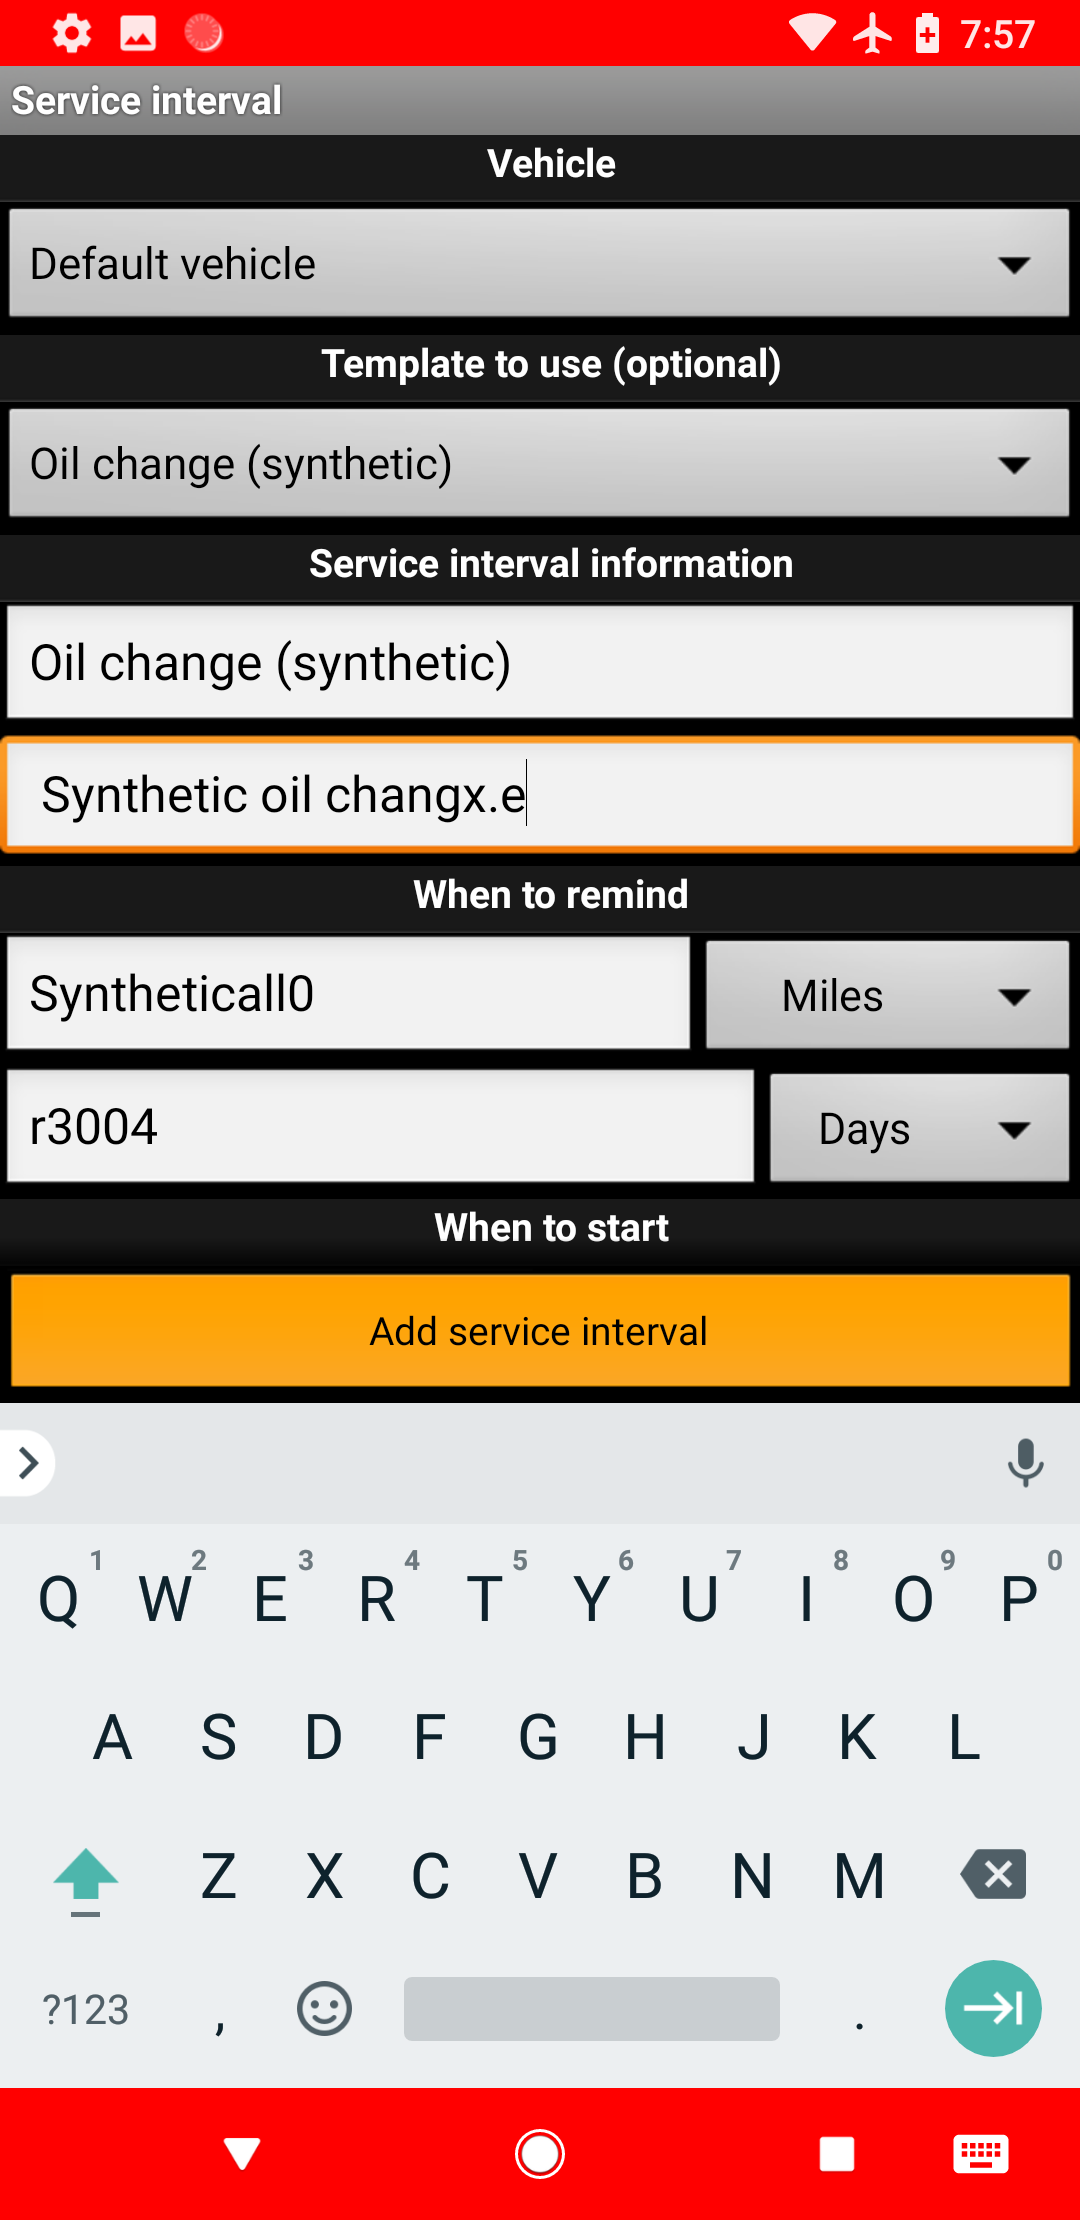 7:57
Service interval
Vehicle
Default vehicle
Template to use (optional)
Oil change (synthetic)
Service interval information
Oil change (synthetic)
Synthetic oil changx.e
When to remind
Syntheticall0
Miles
r3004
Days
When to start
Add service interval
1 2 3 4 5 6 7 8 9 0
Q W E R T Y U I O P
A S D F G H J K L
Z X C V B N M
?123 , .